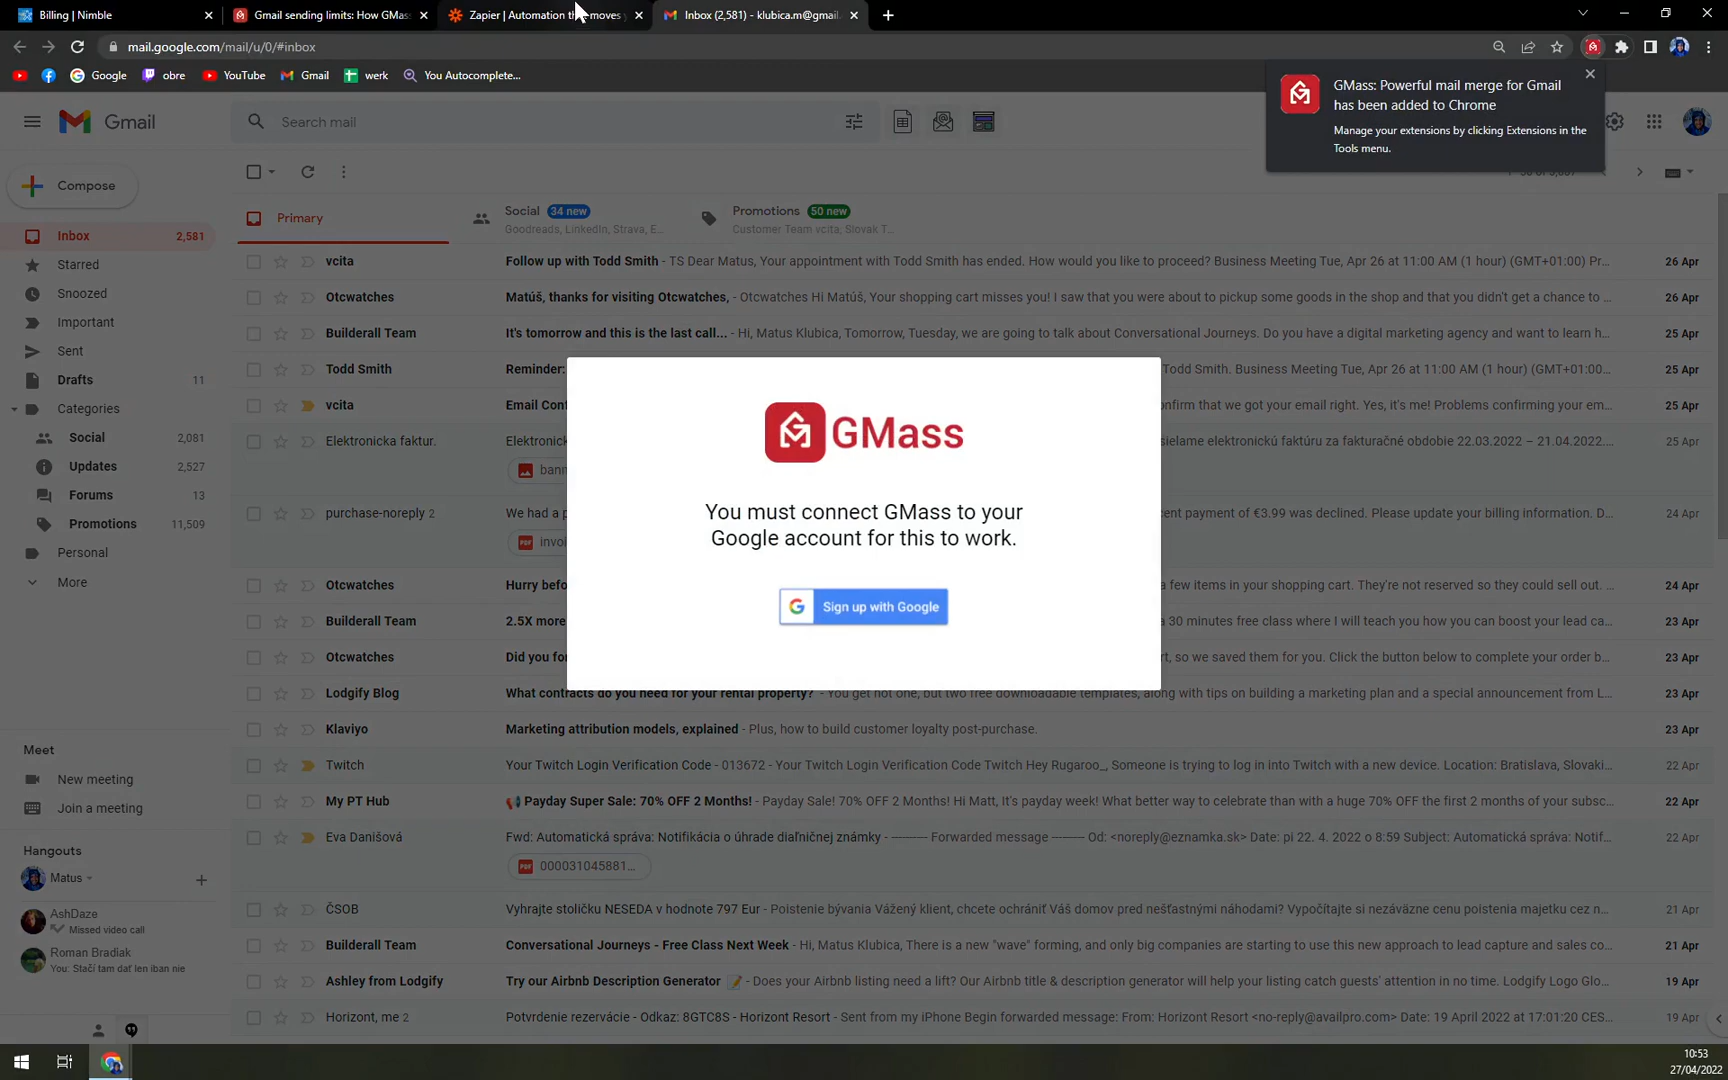 Billing | Nimble
Gmail sending limits: How GMas
Zapier | Automation th moves
Inbox (2,581) - klubica.m@gmail.
mail.google.com/mail/u/0/#inbox
Google
obre
YouTube
Gmail
werk
You Autocomplete...
GMass: Powerful mail merge for Gmail
has been added to Chrome
Manage your extensions by clicking Extensions in the
Tools menu.
Gmail
Search mail
Compose
Primary
Social 34 new
Goodreads, LinkedIn, Strava, E...
Promotions 50 new
Customer Team vcita; Slovak T...
Inbox 2,581
Starred
Snoozed
Important
Sent
Drafts 11
Categories
Social 2,081
Updates 2,527
Forums 13
Promotions 11,509
Personal
More
vcita Follow up with Todd Smith - TS Dear Matus, Your appointment with Todd Smith has ended. How would you like to proceed? Business Meeting Tue, Apr 26 at 11:00 AM (1 hour) (GMT+01:00) Pr... 26 Apr
Otcwatches Matúš, thanks for visiting Otcwatches, - Otcwatches Hi Matúš, Your shopping cart misses you! I saw that you were about to pickup some goods in the shop and that you didn't get a chance to ... 26 Apr
Builderall Team It's tomorrow and this is the last call... - Hi, Matus Klubica, Tomorrow, Tuesday, we are going to talk about Conversational Journeys. Do you have a digital marketing agency and want to learn h... 25 Apr
Todd Smith Reminder: Todd Smith. Business Meeting Tue, Apr 26 at 11:00 AM (1 hour) (GMT+01:00... 25 Apr
vcita Email Conf onfirm that we got your email right. Yes, it's me! Problems confirming your em... 25 Apr
Elektronicka faktur. Elektronick sielame elektronickú faktúru za fakturačné obdobie 22.03.2022 – 21.04.2022.... 25 Apr
bann
purchase-noreply 2 We had a p cent payment of €3.99 was declined. Please update your billing information. D... 24 Apr
PDF invoi
Otcwatches Hurry befo a few items in your shopping cart. They're not reserved so they could sell out. ... 24 Apr
Builderall Team 2.5X more a 30 minutes free class where I will teach you how you can boost your lead ca... 23 Apr
Otcwatches Did you for rt, so we saved them for you. Click the button below to complete your order b... 23 Apr
Lodgify Blog What contracts do you need for your rental property? - You get not one, but two free downloadable templates, along with tips on building a marketing plan and a special announcement from L... 23 Apr
Klaviyo Marketing attribution models, explained - Plus, how to build customer loyalty post-purchase. 23 Apr
Twitch Your Twitch Login Verification Code - 013672 - Your Twitch Login Verification Code Twitch Hey Rugaroo_, Someone is trying to log in into Twitch with a new device. Location: Bratislava, Slovaki... 22 Apr
My PT Hub Payday Super Sale: 70% OFF 2 Months! - Payday Sale! 70% OFF 2 Months! Hi Matt, It's payday week! What better way to celebrate than with a huge 70% OFF the first 2 months of your subsc... 22 Apr
Eva Danišová Fwd: Automatická správa: Notifikácia o úhrade diaľničnej známky - ---------- Forwarded message --------- Od: <noreply@eznamka.sk> Date: pi 22. 4. 2022 o 8:59 Subject: Automatická správa: Notif... 22 Apr
PDF 000031045881...
ČSOB Vyhrajte stoličku NESEDA v hodnote 797 Eur - Poistenie bývania Vážený klient, chcete ochrániť Váš domov pred nešťastnými náhodami? Vypočítajte si nezáväzne cenu poistenia majetku cez n... 21 Apr
Builderall Team Conversational Journeys - Free Class Next Week - Hi, Matus Klubica, There is a new "wave" forming, and only big companies are starting to use this new approach to lead capture and sales co... 21 Apr
Ashley from Lodgify Try our Airbnb Description Generator - Does your Airbnb listing need a lift? Our Airbnb title & description generator will help your listing catch guests' attention in no time. Lodgify Logo Glo... 19 Apr
Horizont, me 2 Potvrdenie rezervácie - Odkaz: 8GTC8S - Horizont Resort - Sent from my iPhone Begin forwarded message: From: Horizont Resort <no-reply@availpro.com> Date: 19 April 2022 at 17:01:20 CES... 19 Apr
GMass
You must connect GMass to your
Google account for this to work.
Sign up with Google
Meet
New meeting
Join a meeting
Hangouts
Matus
AshDaze
Missed video call
Roman Bradiak
You: Stačí tam dať len iban nie
10:53
27/04/2022